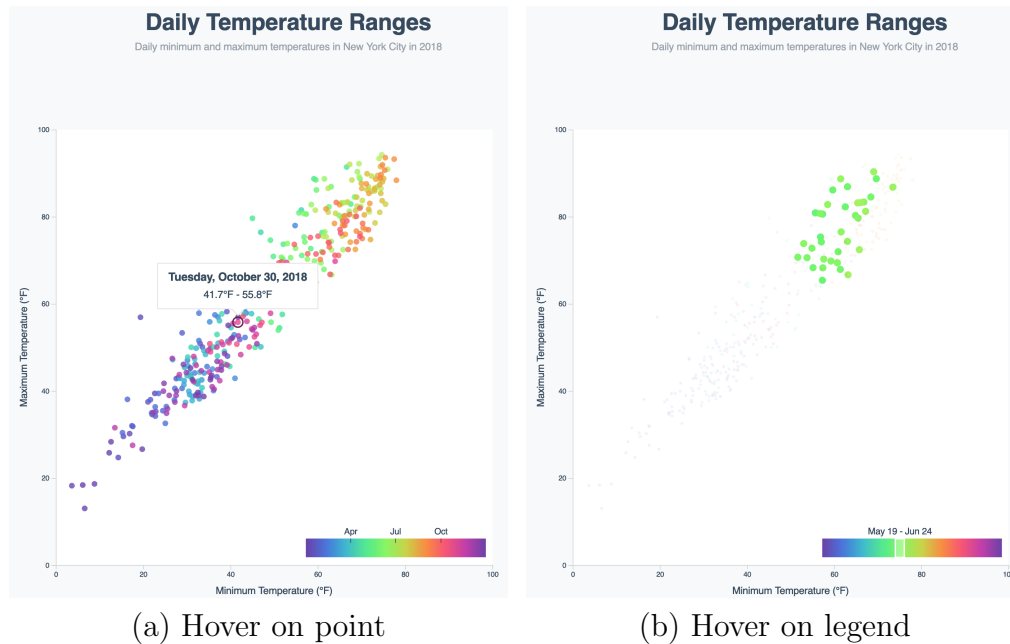 Daily Temperature Ranges
Daily minimum and maximum temperatures in New York City in 2018
100
80
60
40
20
0
Maximum Temperature (°F)
Tuesday, October 30, 2018
41.7°F - 55.8°F
Apr Jul Oct
0 20 40 60 80 100
Minimum Temperature (°F)
(a) Hover on point
Daily Temperature Ranges
Daily minimum and maximum temperatures in New York City in 2018
100
80
60
40
20
0
Maximum Temperature (°F)
May 19 - Jun 24
0 20 40 60 80 100
Minimum Temperature (°F)
(b) Hover on legend